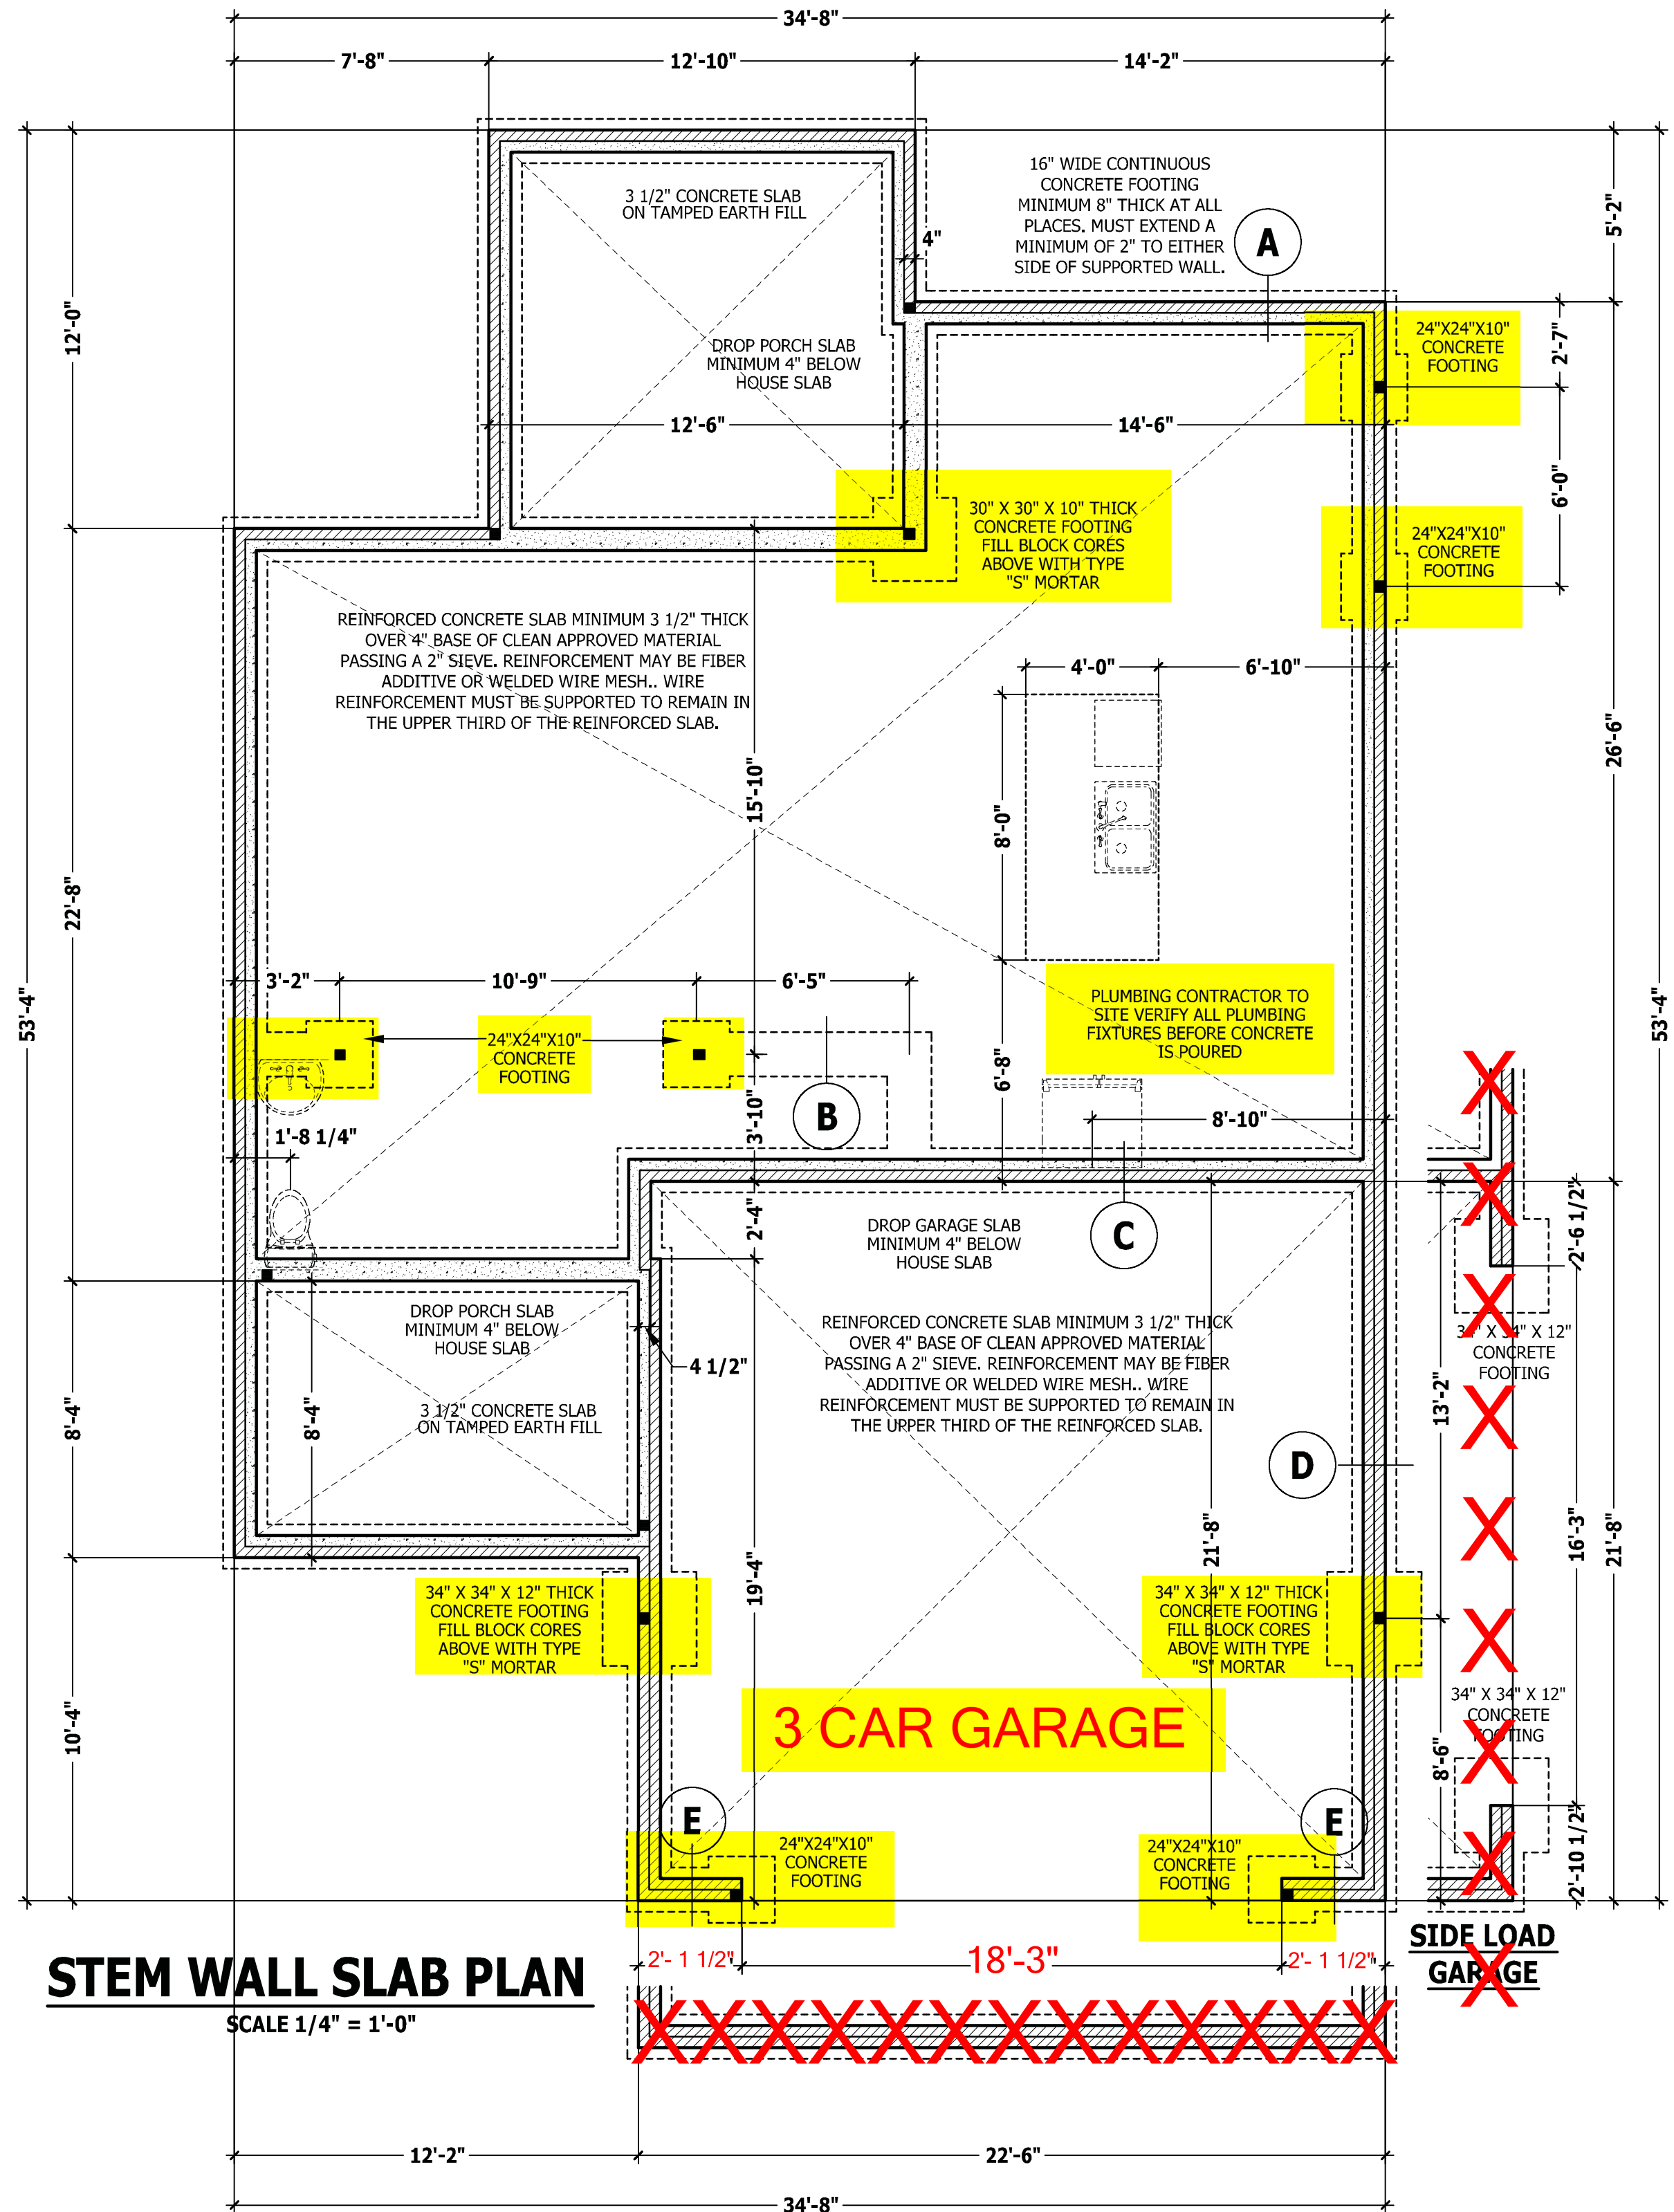 34'-8"
7'-8"
12'-10"
14'-2"
16" WIDE CONTINUOUS
CONCRETE FOOTING
MINIMUM 8" THICK AT ALL
PLACES. MUST EXTEND A
MINIMUM OF 2" TO EITHER
SIDE OF SUPPORTED WALL.
A
3 1/2" CONCRETE SLAB
ON TAMPED EARTH FILL
4"
5'-2"
12'-0"
DROP PORCH SLAB
MINIMUM 4" BELOW
HOUSE SLAB
24"X24"X10"
CONCRETE
FOOTING
2'-7"
12'-6"
14'-6"
6'-0"
30" X 30" X 10" THICK
CONCRETE FOOTING
FILL BLOCK CORES
ABOVE WITH TYPE
"S" MORTAR
24"X24"X10"
CONCRETE
FOOTING
REINFORCED CONCRETE SLAB MINIMUM 3 1/2" THICK
OVER 4" BASE OF CLEAN APPROVED MATERIAL
PASSING A 2" SIEVE. REINFORCEMENT MAY BE FIBER
ADDITIVE OR WELDED WIRE MESH.. WIRE
REINFORCEMENT MUST BE SUPPORTED TO REMAIN IN
THE UPPER THIRD OF THE REINFORCED SLAB.
4'-0"
6'-10"
26'-6"
15'-10"
8'-0"
22'-8"
53'-4"
53'-4"
3'-2"
10'-9"
6'-5"
PLUMBING CONTRACTOR TO
SITE VERIFY ALL PLUMBING
FIXTURES BEFORE CONCRETE
IS POURED
24"X24"X10"
CONCRETE
FOOTING
6'-8"
B
3'-10"
8'-10"
1'-8 1/4"
2'-4"
DROP GARAGE SLAB
MINIMUM 4" BELOW
HOUSE SLAB
C
2'-6 1/2"
DROP PORCH SLAB
MINIMUM 4" BELOW
HOUSE SLAB
REINFORCED CONCRETE SLAB MINIMUM 3 1/2" THICK
OVER 4" BASE OF CLEAN APPROVED MATERIAL
PASSING A 2" SIEVE. REINFORCEMENT MAY BE FIBER
ADDITIVE OR WELDED WIRE MESH.. WIRE
REINFORCEMENT MUST BE SUPPORTED TO REMAIN IN
THE UPPER THIRD OF THE REINFORCED SLAB.
34" X 34" X 12"
CONCRETE
FOOTING
4 1/2"
3 1/2" CONCRETE SLAB
ON TAMPED EARTH FILL
8'-4"
8'-4"
13'-2"
D
16'-3"
21'-8"
21'-8"
19'-4"
34" X 34" X 12" THICK
CONCRETE FOOTING
FILL BLOCK CORES
ABOVE WITH TYPE
"S" MORTAR
34" X 34" X 12" THICK
CONCRETE FOOTING
FILL BLOCK CORES
ABOVE WITH TYPE
"S" MORTAR
10'-4"
3 CAR GARAGE
8'-6"
34" X 34" X 12"
CONCRETE
FOOTING
E
E
24"X24"X10"
CONCRETE
FOOTING
24"X24"X10"
CONCRETE
FOOTING
2'-10 1/2"
2'- 1 1/2"
18'-3"
2'- 1 1/2"
SIDE LOAD
GARAGE
STEM WALL SLAB PLAN
SCALE 1/4" = 1'-0"
12'-2"
22'-6"
34'-8"